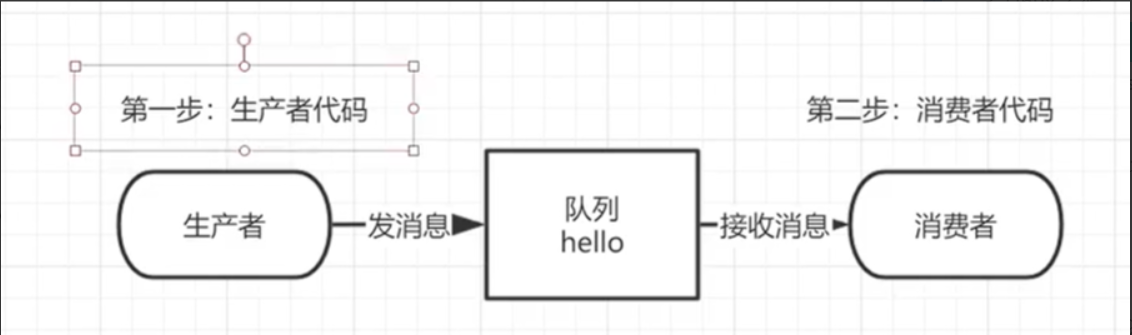 第一步：生产者代码
第二步：消费者代码
生产者
发消息
队列
hello
接收消息
消费者